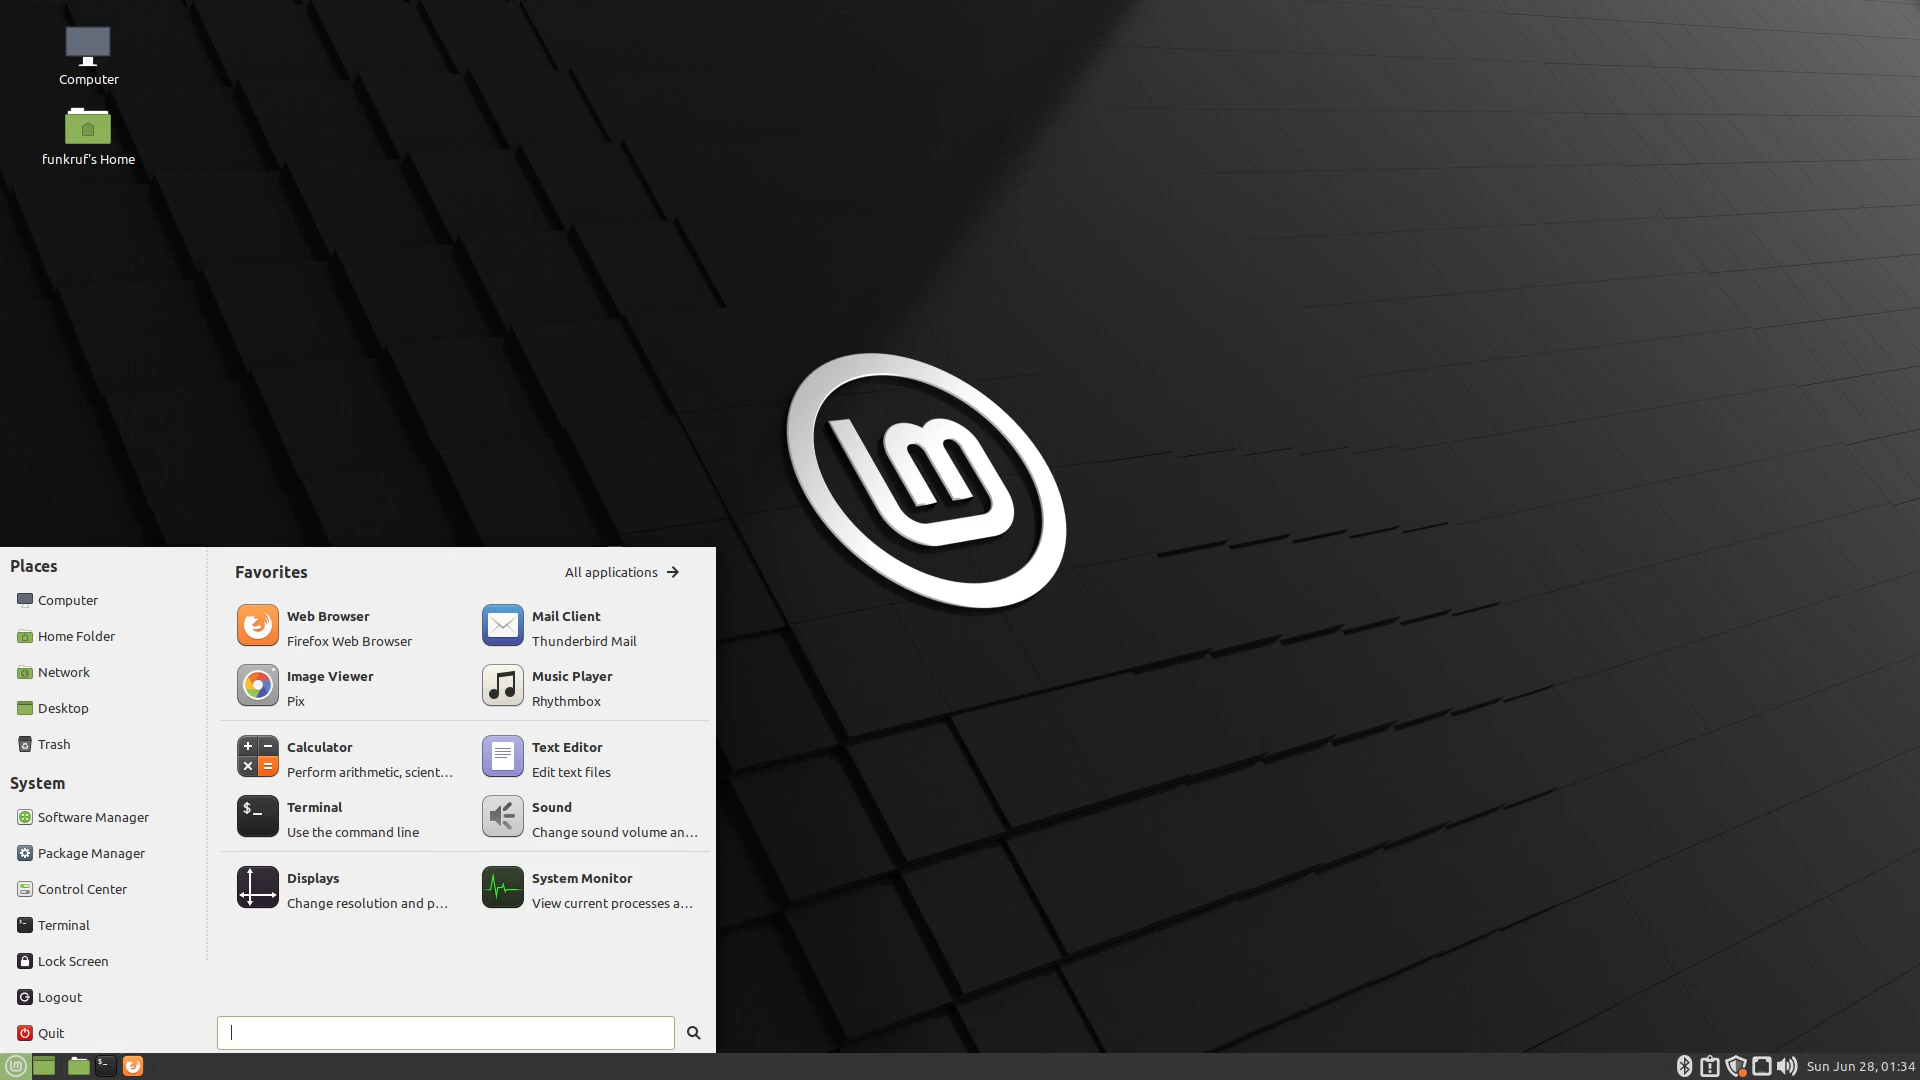 Computer
funkruf's Home
Places
Computer
Home Folder
Network
Desktop
Trash
System
Software Manager
Package Manager
Control Center
Terminal
Lock Screen
Logout
Quit
Favorites
All applications
Web Browser
Firefox Web Browser
Mail Client
Thunderbird Mail
Image Viewer
Pix
Music Player
Rhythmbox
Calculator
Perform arithmetic, scient...
Text Editor
Edit text files
Terminal
Use the command line
Sound
Change sound volume an...
Displays
Change resolution and p...
System Monitor
View current processes a...
Sun Jun 28, 01:34